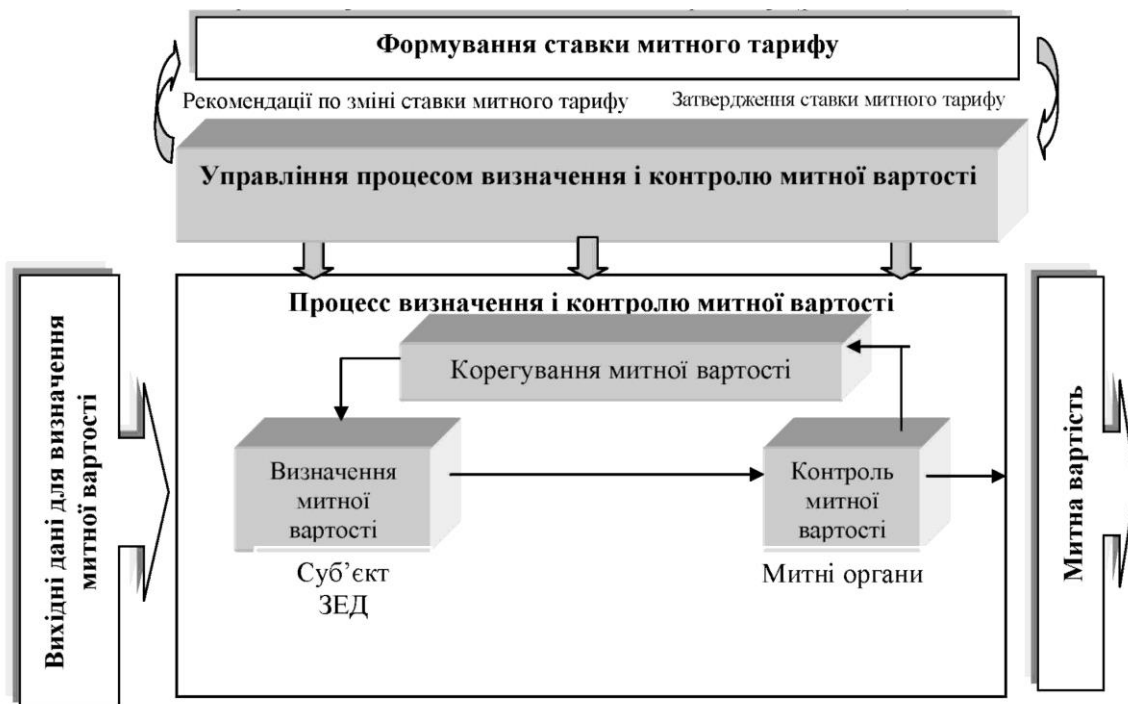 Формування ставки митного тарифу
Рекомендації по зміні ставки митного тарифу
Затвердження ставки митного тарифу
Управління процесом визначення і контролю митної вартості
Вихідні дані для визначення
митної вартості
Процесс визначення і контролю митної вартості
Корегування митної вартості
Визначення
митної
вартості
Суб’єкт
ЗЕД
Контроль
митної
вартості
Митні органи
Митна вартість